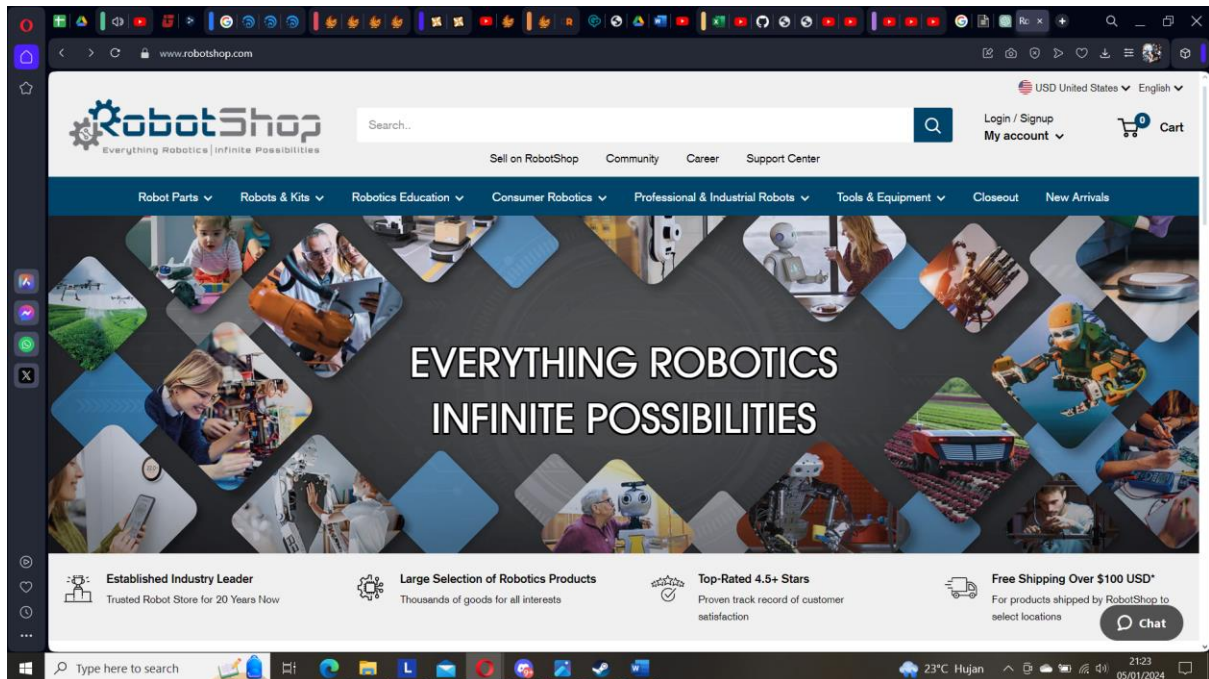 Rc
www.robotshop.com
USD United States English
RobotShop
Everything Robotics | Infinite Possibilities
Search..
Login / Signup
My account
0
Cart
Sell on RobotShop Community Career Support Center
Robot Parts Robots & Kits Robotics Education Consumer Robotics Professional & Industrial Robots Tools & Equipment Closeout New Arrivals
EVERYTHING ROBOTICS
INFINITE POSSIBILITIES
Established Industry Leader
Trusted Robot Store for 20 Years Now
Large Selection of Robotics Products
Thousands of goods for all interests
Top-Rated 4.5+ Stars
Proven track record of customer
satisfaction
Free Shipping Over $100 USD*
For products shipped by RobotShop to
select locations
Chat
Type here to search
23°C Hujan
21:23
05/01/2024